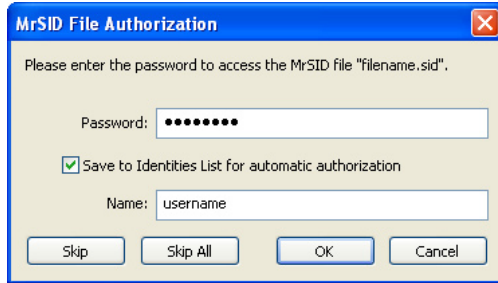 MrSID File Authorization
Please enter the password to access the MrSID file "filename.sid".
Password: ●●●●●●●●
Save to Identities List for automatic authorization
Name: username
Skip Skip All OK Cancel